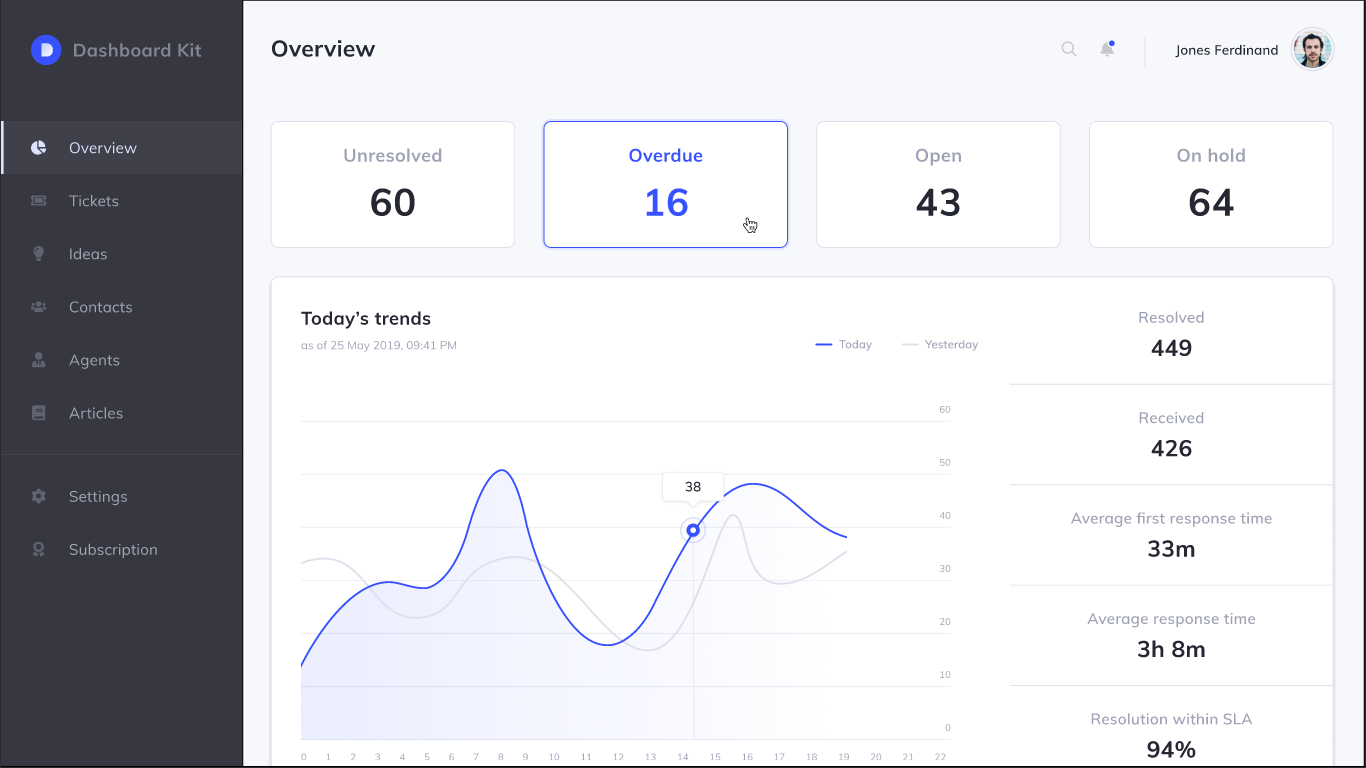 Dashboard Kit
Overview
Tickets
Ideas
Contacts
Agents
Articles
Settings
Subscription
Overview
Jones Ferdinand
Unresolved
60
Overdue
16
Open
43
On hold
64
Today’s trends
as of 25 May 2019, 09:41 PM
Today
Yesterday
60
50
40
30
20
10
0
38
0 1 2 3 4 5 6 7 8 9 10 11 12 13 14 15 16 17 18 19 20 21 22
Resolved
449
Received
426
Average first response time
33m
Average response time
3h 8m
Resolution within SLA
94%